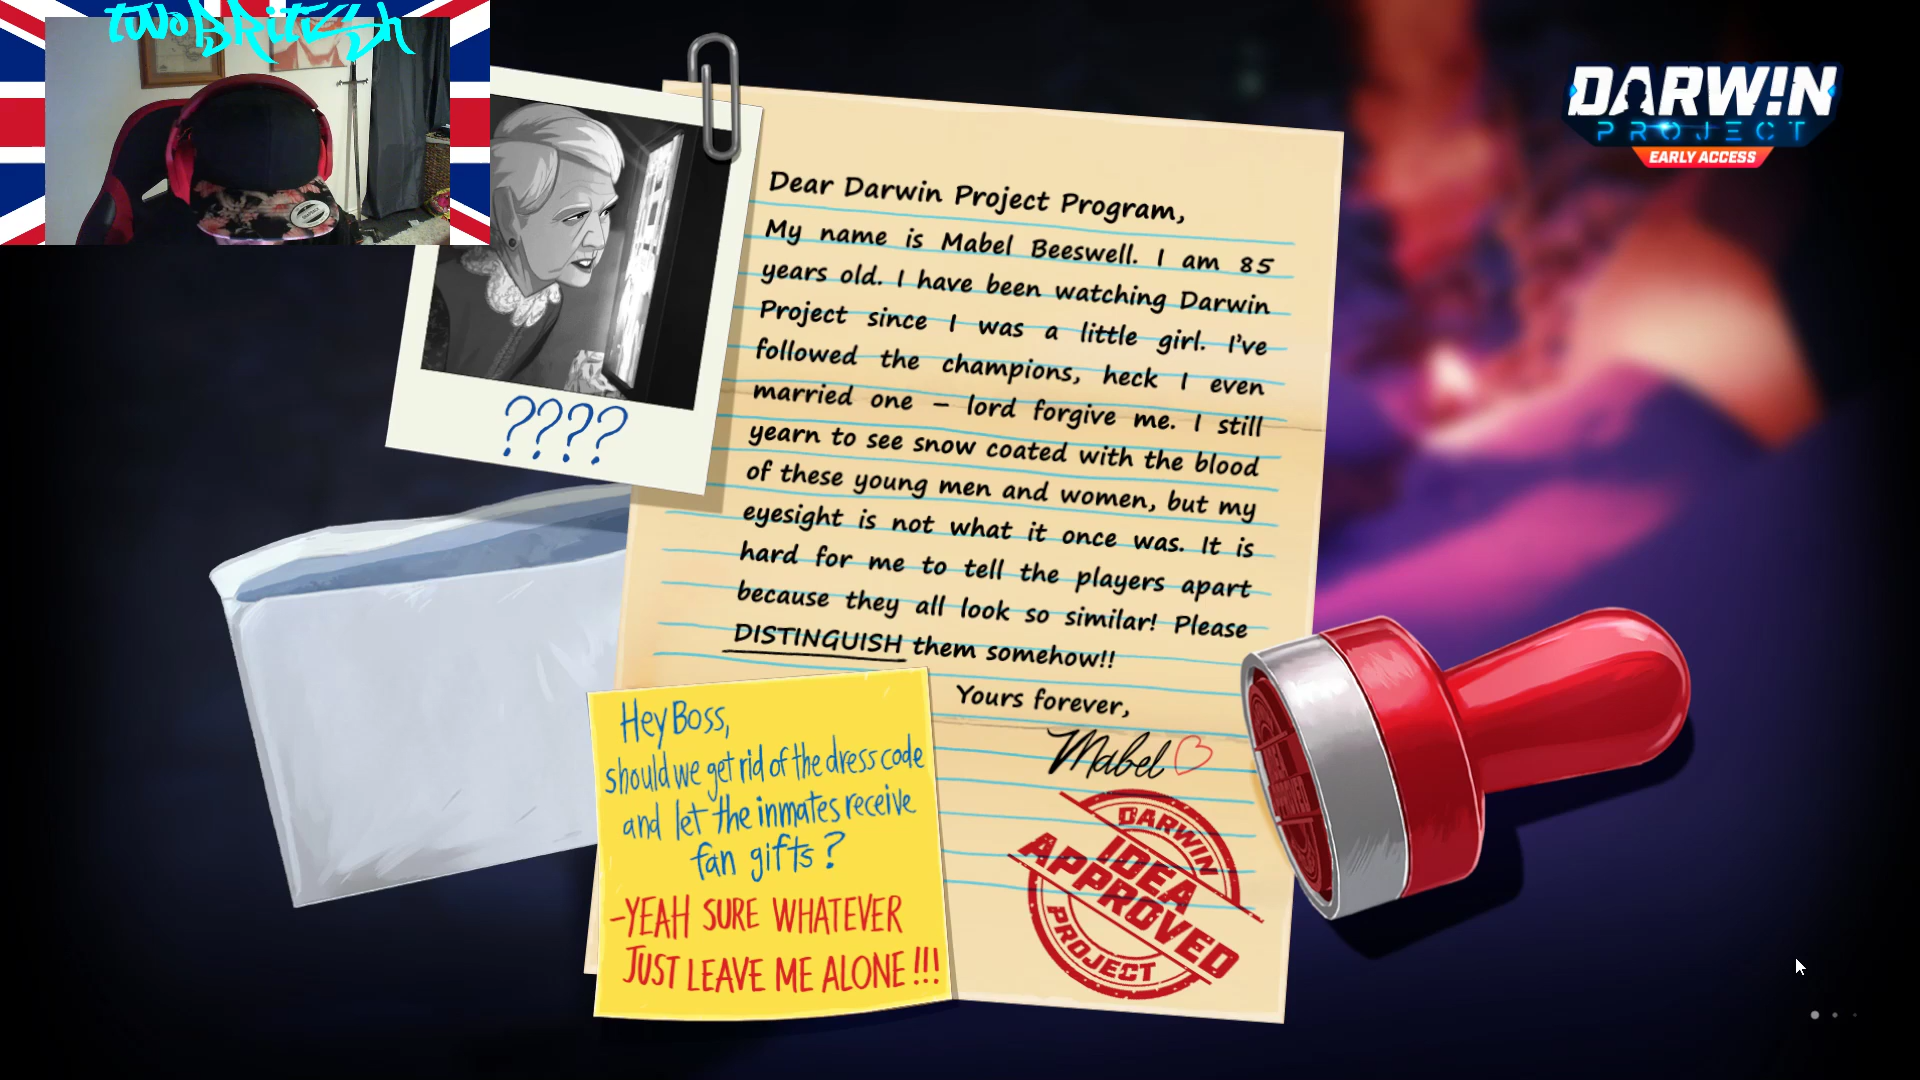 twoBritish
DARW!N
PROJECT
EARLY ACCESS
????
Dear Darwin Project Program,
My name is Mabel Beeswell. I am 85
years old. I have been watching Darwin
Project since I was a little girl. I've
followed the champions, heck I even
married one – lord forgive me. I still
yearn to see snow coated with the blood
of these young men and women, but my
eyesight is not what it once was. It is
hard for me to tell the players apart
because they all look so similar! Please
DISTINGUISH them somehow!!
Yours forever,
Mabel
Hey Boss,
should we get rid of the dress code
and let the inmates receive
fan gifts?
-YEAH SURE WHATEVER
JUST LEAVE ME ALONE!!!
DARWIN
IDEA
APPROVED
PROJECT